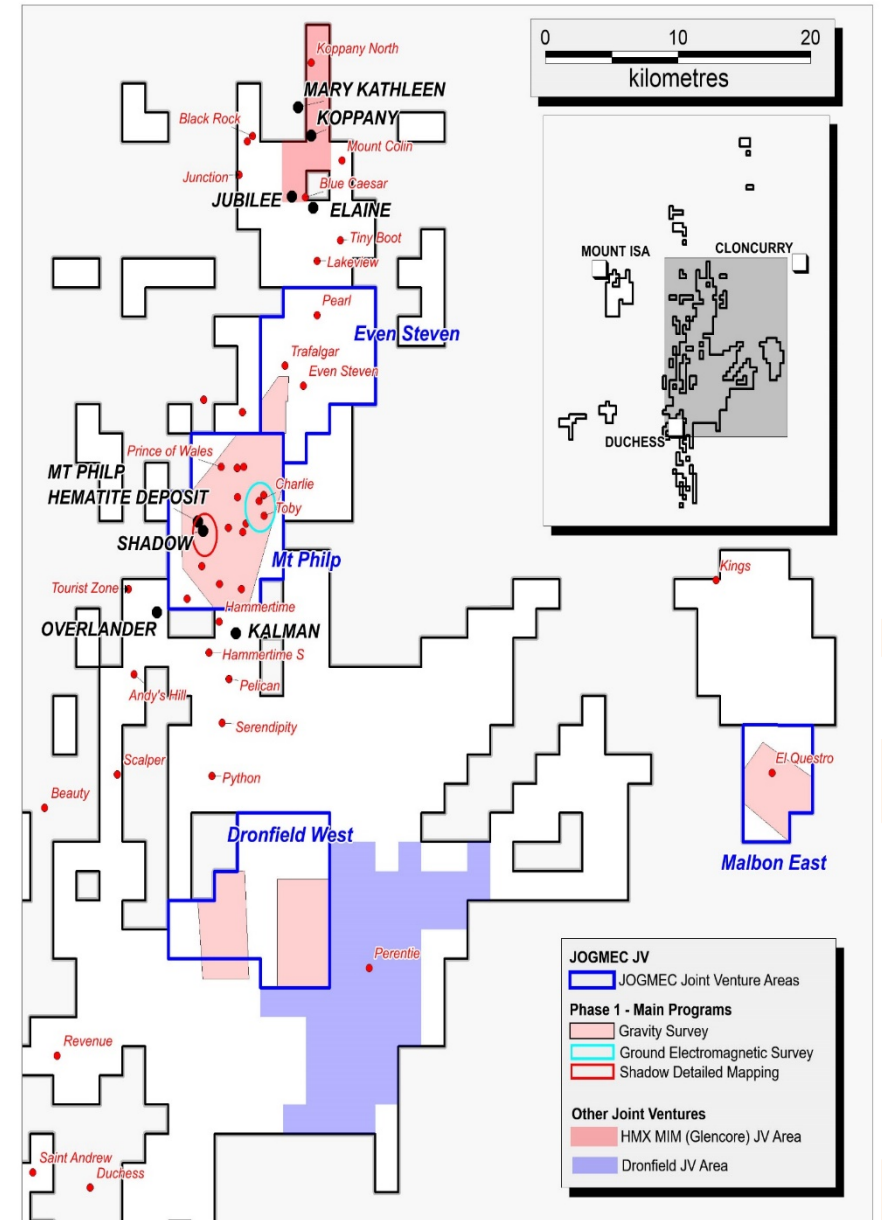 0 10 20
kilometres
Koppany North
MARY KATHLEEN
KOPPANY
Black Rock
Mount Colin
Junction
Blue Caesar
JUBILEE
ELAINE
Tiny Boot
Lakeview
MOUNT ISA
CLONCURRY
DUCHESS
Pearl
Even Steven
Trafalgar
Even Steven
Prince of Wales
MT PHILP
HEMATITE DEPOSIT
Charlie
Toby
SHADOW
Mt Philp
Kings
Tourist Zone
Hammertime
OVERLANDER
KALMAN
Hammertime S
Andy's Hill
Pelican
Serendipity
Scalper
Python
Beauty
El Questro
Dronfield West
Malbon East
Perentie
Revenue
Saint Andrew
Duchess
JOGMEC JV
JOGMEC Joint Venture Areas
Phase 1 - Main Programs
Gravity Survey
Ground Electromagnetic Survey
Shadow Detailed Mapping
Other Joint Ventures
HMX MIM (Glencore) JV Area
Dronfield JV Area